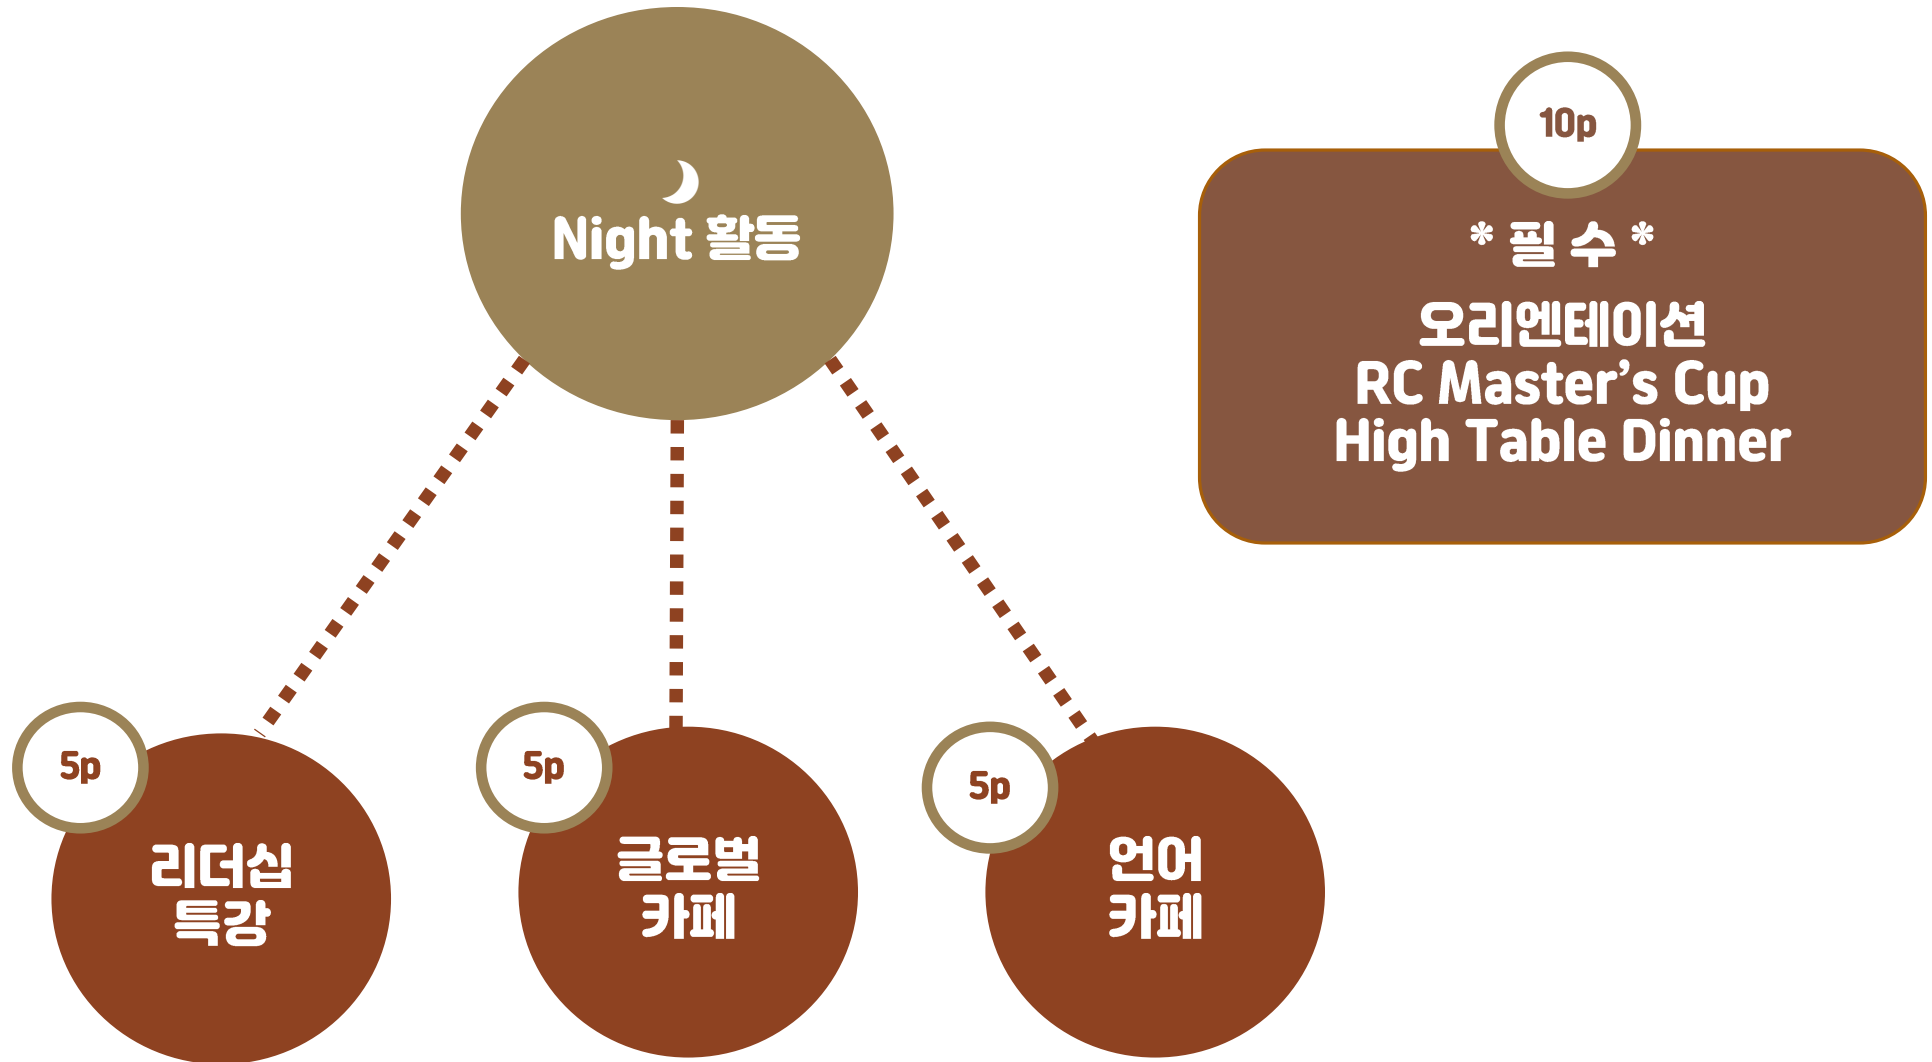 Night 활동
10p
* 필 수 *
오리엔테이션
RC Master’s Cup
High Table Dinner
5p
리더십
특강
5p
글로벌
카페
5p
언어
카페